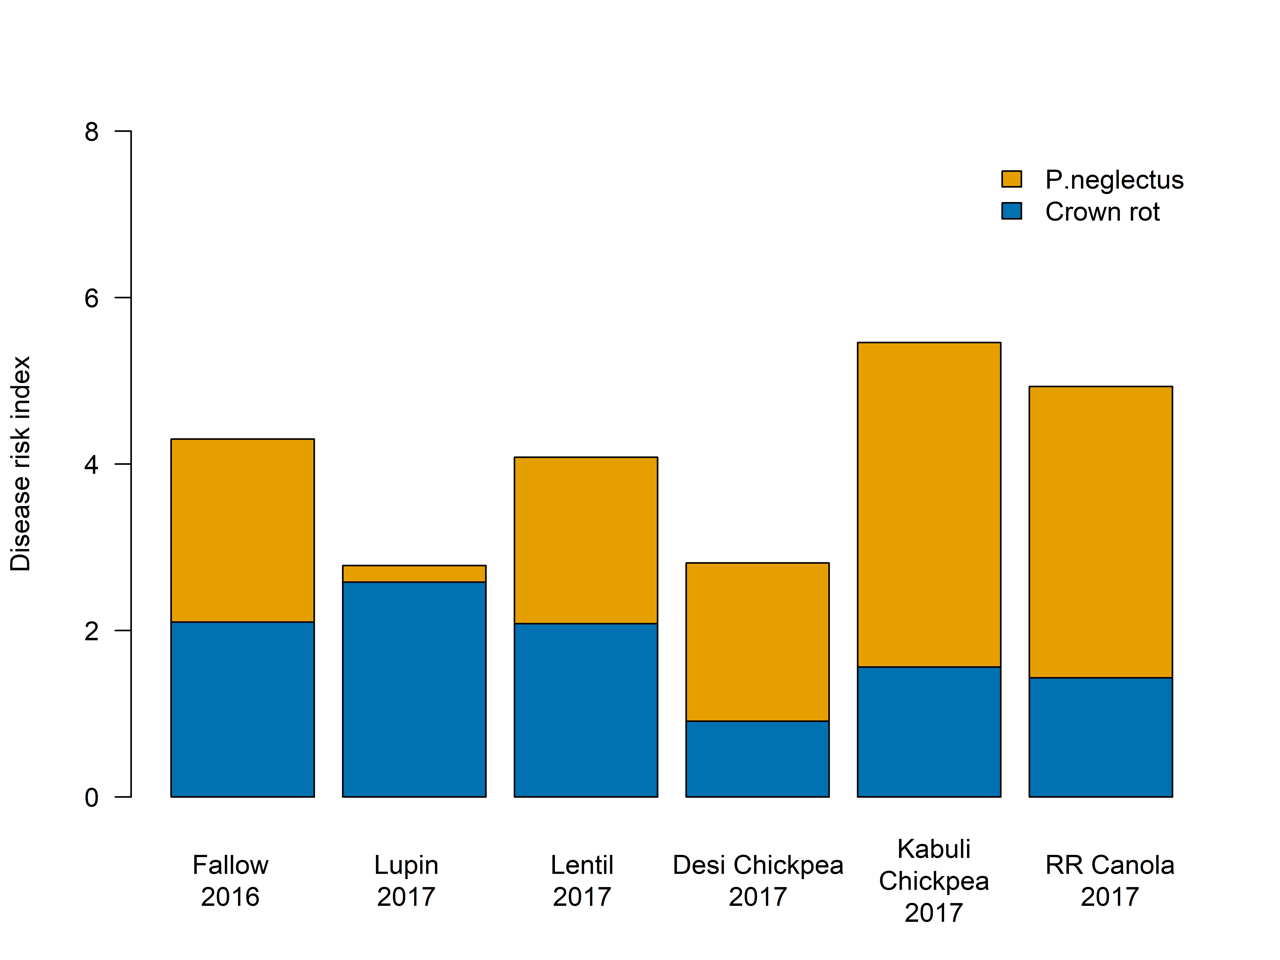 8
6
4
2
0
Disease risk index
P.neglectus
Crown rot
Fallow
2016
Lupin
2017
Lentil
2017
Desi Chickpea
2017
Kabuli
Chickpea
2017
RR Canola
2017